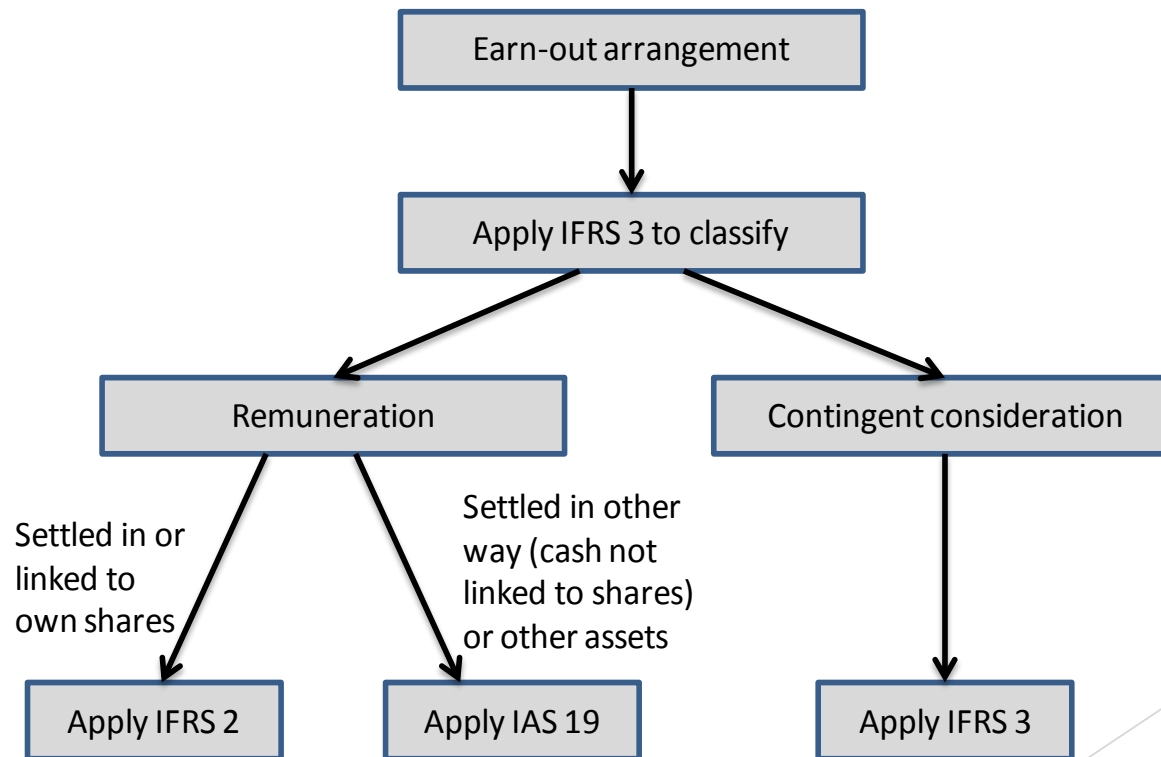 Earn-out arrangement
Apply IFRS 3 to classify
Remuneration
Contingent consideration
Settled in or
linked to
own shares
Settled in other
way (cash not
linked to shares)
or other assets
Apply IFRS 2
Apply IAS 19
Apply IFRS 3